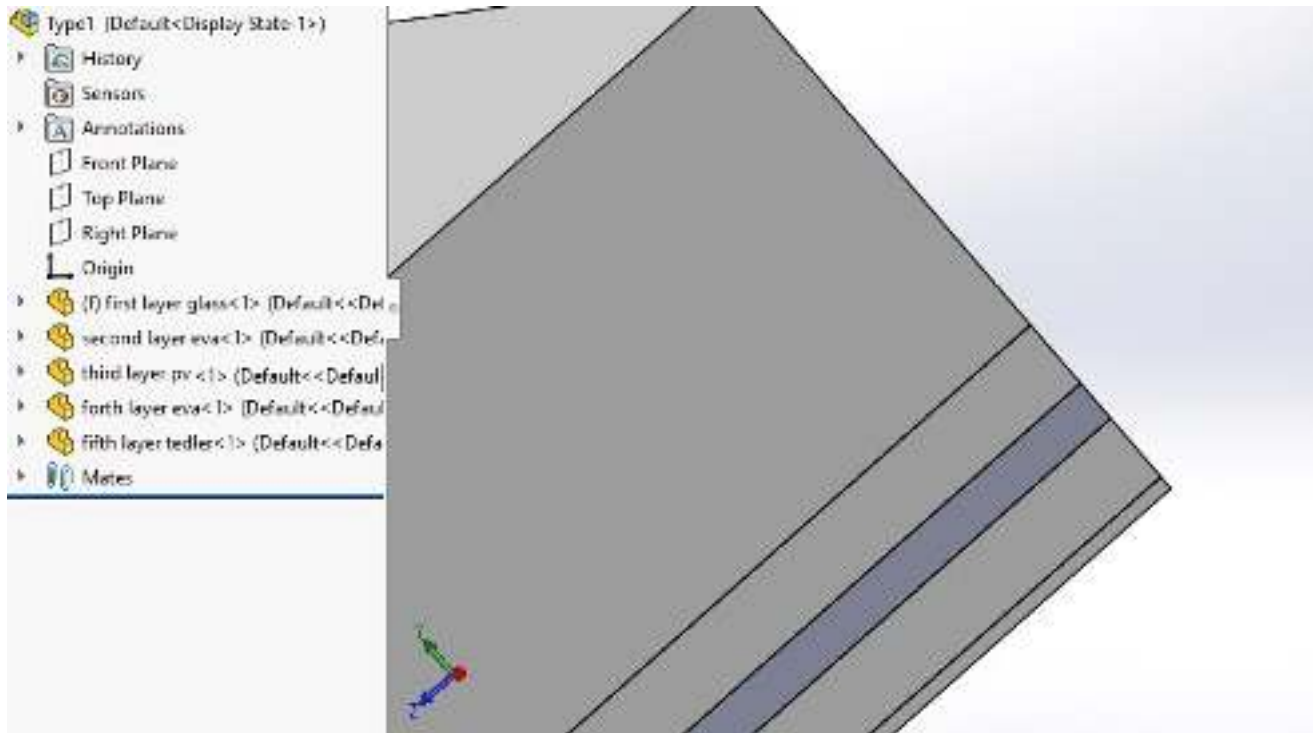 Type1 (Default<Display State-1>)
History
Sensors
Annotations
Front Plane
Top Plane
Right Plane
Origin
(f) first layer glass<1> (Default<<Def
second layer eva<1> (Default<<Def
third layer pv <1> (Default<<Defaul
forth layer eva<1> (Default<<Defaul
fifth layer tedler<1> (Default<<Defa
Mates
Y
Z